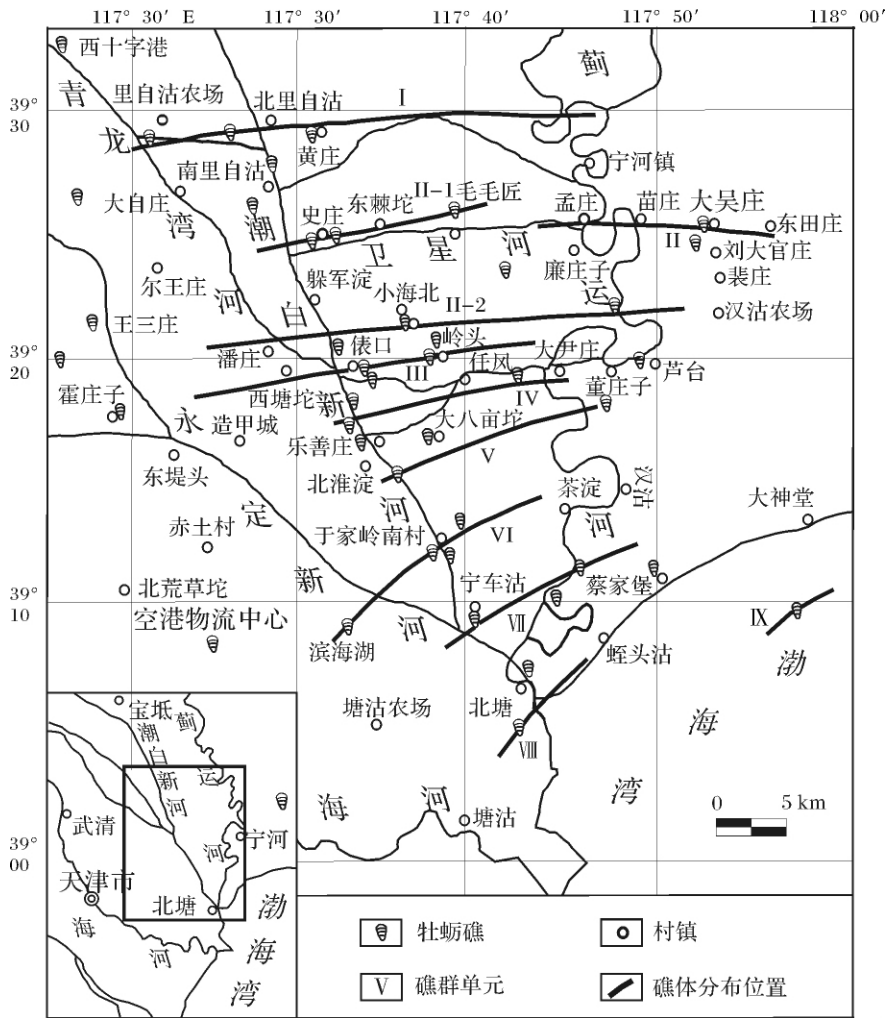 117° 30′ E
117° 30′
117° 40′
117° 50′
118° 00′
西十字港
蓟
青
里自沽农场
北里自沽
I
39°
30
龙
黄庄
宁河镇
南里自沽
大自庄
II-1毛毛匠
东棘坨
孟庄
苗庄
大吴庄
湾
潮
史庄
东田庄
卫
星
河
II
廉庄子
刘大官庄
尔王庄
躲军淀
裴庄
河
白
小海北
运
II-2
汉沽农场
王三庄
岭头
大尹庄
39°
20
潘庄
俵口
III
任凤
芦台
霍庄子
西塘坨
新
IV
董庄子
永
造甲城
大八亩坨
乐善庄
V
东堤头
北淮淀
汉沽
定
河
茶淀
河
大神堂
赤土村
于家岭南村
VI
新
39°
10
北荒草坨
宁车沽
蔡家堡
空港物流中心
河
滨海湖
VII
IX
渤
蛏头沽
北塘
塘沽农场
海
VIII
海
河
湾
0
5 km
塘沽
39°
00
宝坻
蓟
潮
白
运
新
河
武清
宁河
河
天津市
北塘
渤
海
海
河
湾
牡蛎礁
村镇
V
礁群单元
礁体分布位置